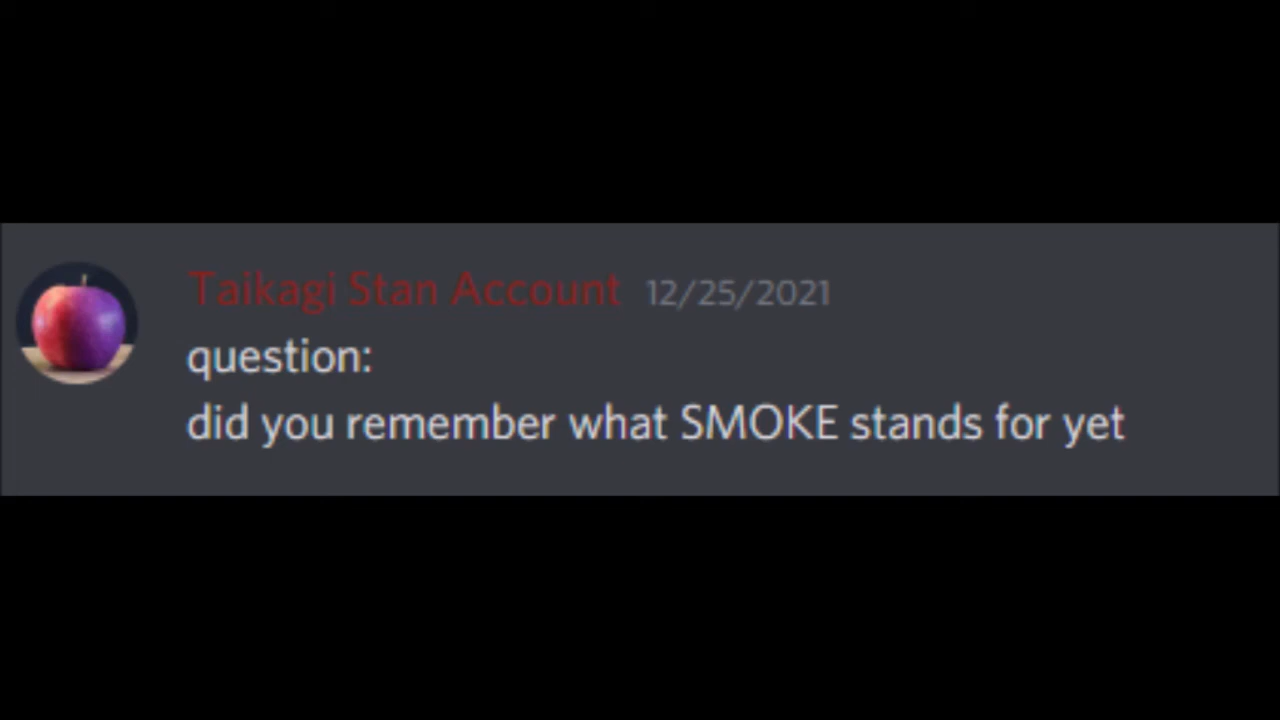 Taikagi Stan Account 12/25/2021
question:
did you remember what SMOKE stands for yet